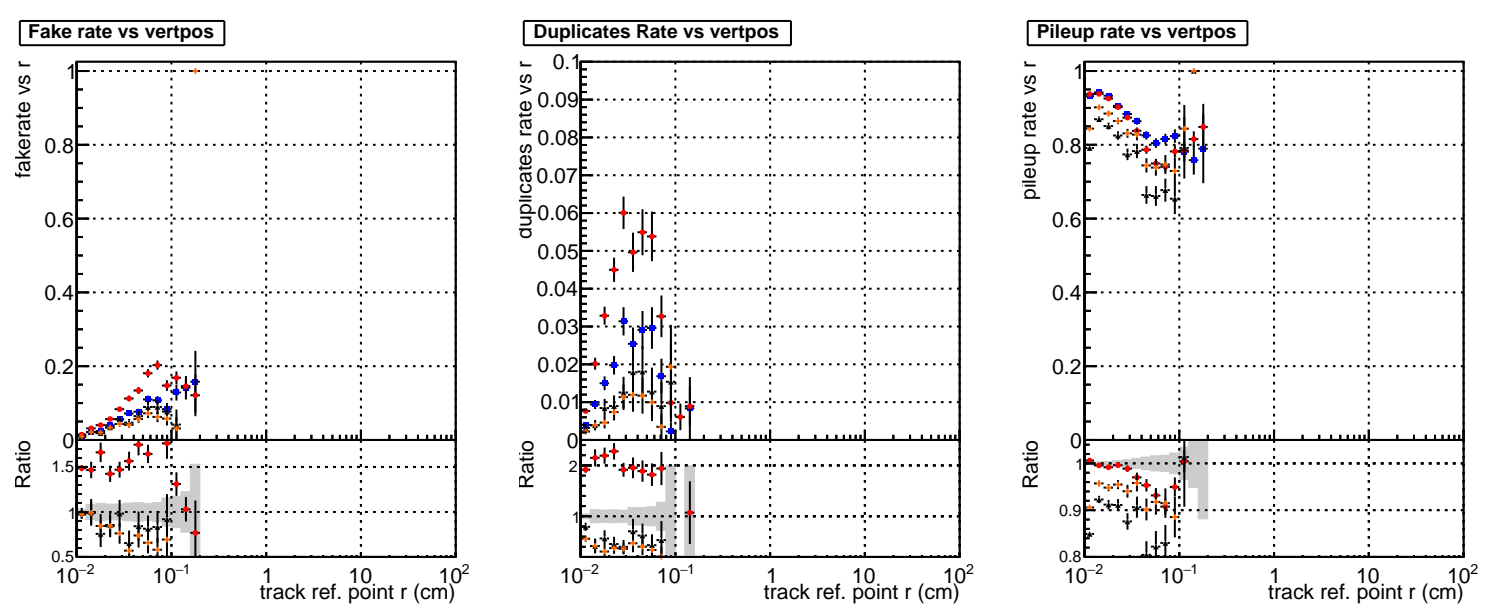 Fake rate vs vertpos
fakerate vs r
1
0.8
0.6
0.4
0.2
0
Ratio
1.5
1
0.5
10⁻² 10⁻¹ 1 10 10²
track ref. point r (cm)
Duplicates Rate vs vertpos
duplicates rate vs r
0.1
0.09
0.08
0.07
0.06
0.05
0.04
0.03
0.02
0.01
0
Ratio
2
1
10⁻² 10⁻¹ 1 10 10²
track ref. point r (cm)
Pileup rate vs vertpos
pileup rate vs r
1
0.8
0.6
0.4
0.2
0
Ratio
1
0.9
0.8
10⁻² 10⁻¹ 1 10 10²
track ref. point r (cm)